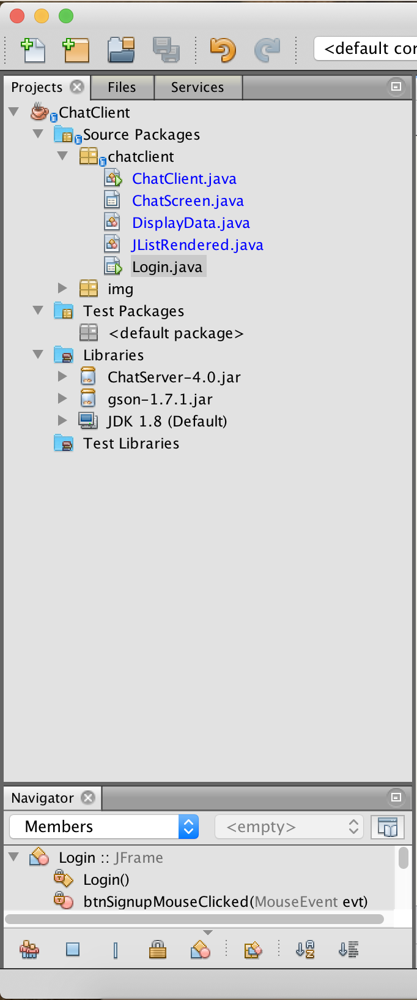 <default cor
Projects
Files
Services
ChatClient
Source Packages
chatclient
ChatClient.java
ChatScreen.java
DisplayData.java
JListRendered.java
Login.java
img
Test Packages
<default package>
Libraries
ChatServer-4.0.jar
gson-1.7.1.jar
JDK 1.8 (Default)
Test Libraries
Navigator
Members
<empty>
Login :: JFrame
Login()
btnSignupMouseClicked(MouseEvent evt)